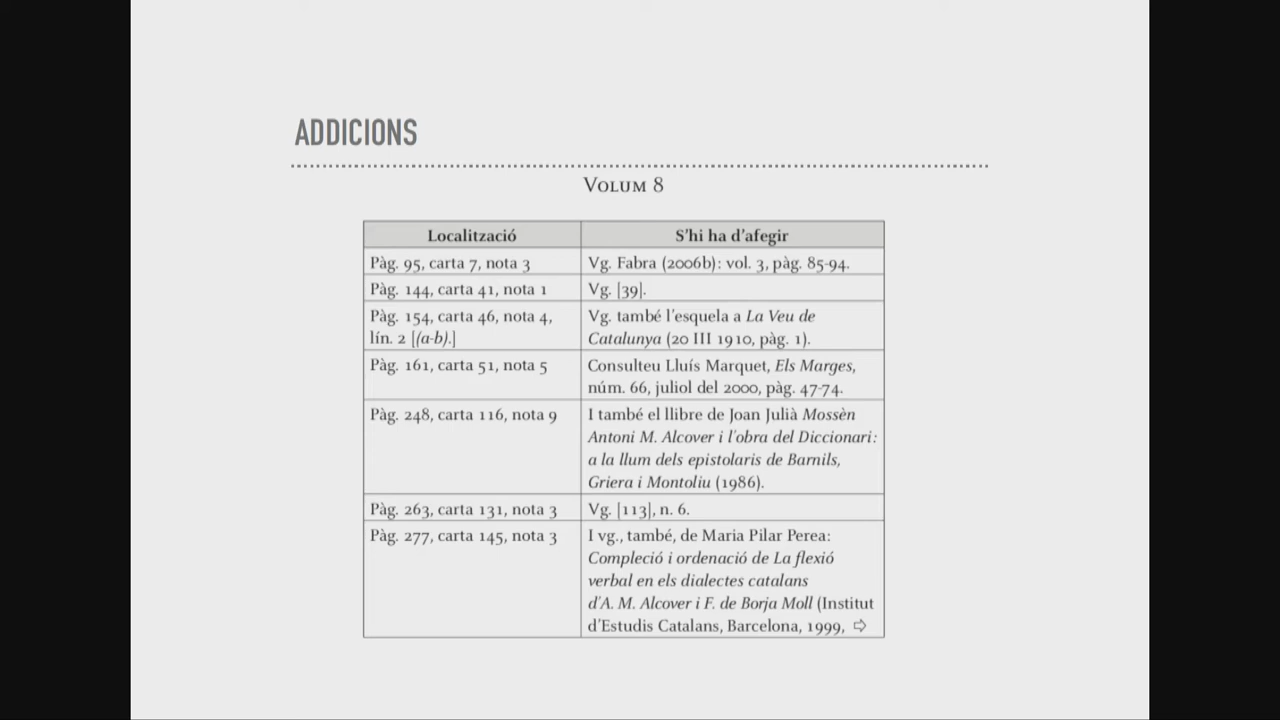 ADDICIONS
Volum 8
Localització S'hi ha d'afegir
Pàg. 95, carta 7, nota 3 Vg. Fabra (2006b): vol. 3, pàg. 85-94.
Pàg. 144, carta 41, nota 1 Vg. [39].
Pàg. 154, carta 46, nota 4, Vg. també l'esquela a La Veu de
lín. 2 [(a-b).] Catalunya (20 III 1910, pàg. 1).
Pàg. 161, carta 51, nota 5 Consulteu Lluís Marquet, Els Marges,
núm. 66, juliol del 2000, pàg. 47-74.
Pàg. 248, carta 116, nota 9 I també el llibre de Joan Julià Mossèn
Antoni M. Alcover i l'obra del Diccionari:
a la llum dels epistolaris de Barnils,
Griera i Montoliu (1986).
Pàg. 263, carta 131, nota 3 Vg. [113], n. 6.
Pàg. 277, carta 145, nota 3 I vg., també, de Maria Pilar Perea:
Compleció i ordenació de La flexió
verbal en els dialectes catalans
d'A. M. Alcover i F. de Borja Moll (Institut
d'Estudis Catalans, Barcelona, 1999, ⇨